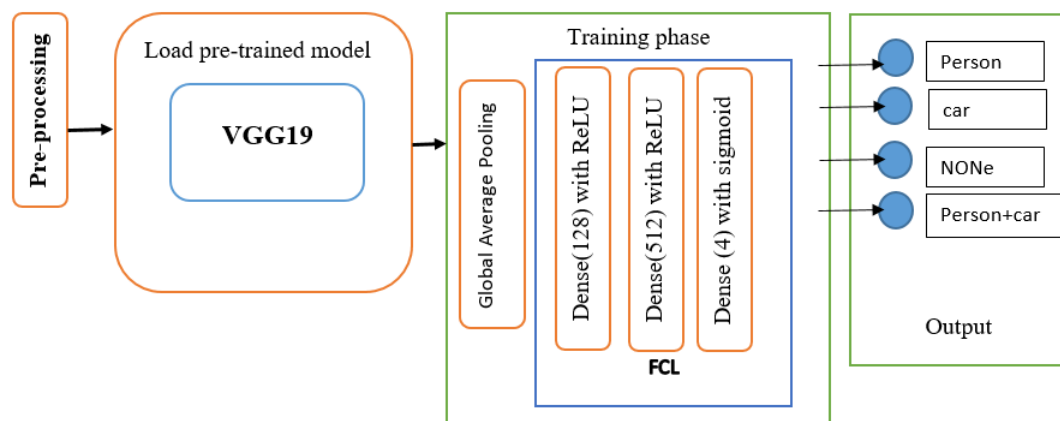 Pre-processing
Load pre-trained model
VGG19
Training phase
Global Average Pooling
Dense(128) with ReLU
Dense(512) with ReLU
Dense (4) with sigmoid
FCL
Person
car
NONe
Person+car
Output